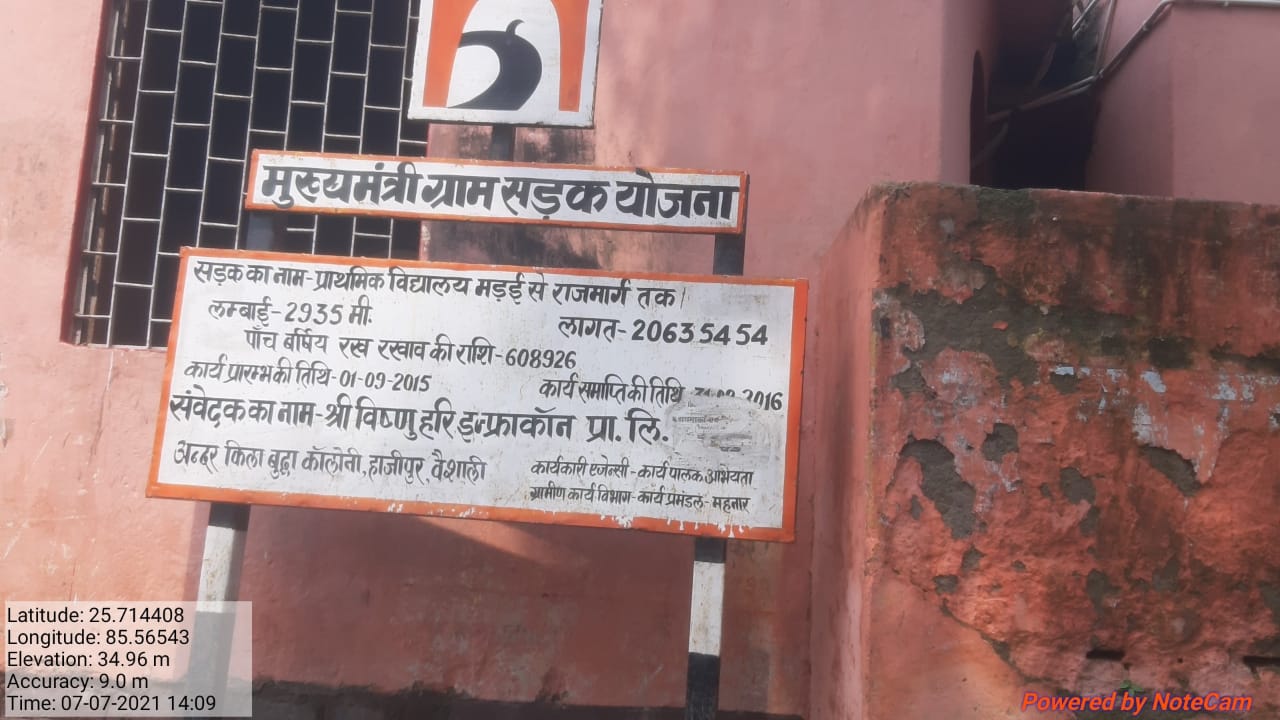 मुख्यमंत्री ग्राम सड़क योजना
सड़क का नाम-प्राथमिक विद्यालय मड़ई से राजमार्ग तक।
लम्बाई-2935 मी. लागत-20635454
पाँच बर्षिय रख रखाव की राशि-608926
कार्य प्रारम्भ की तिथि-01-09-2015 कार्य समाप्ति की तिथि 2016
संवेदक का नाम-श्री विष्णु हरि इन्फ्राकॉन प्रा. लि.
अन्दर किला बुद्धा कॉलोनी, हाजीपुर, वैशाली
कार्यकारी एजेन्सी-कार्य पालक अभियंता
ग्रामीण कार्य विभाग-कार्य प्रमंडल-महनार
Latitude: 25.714408
Longitude: 85.56543
Elevation: 34.96 m
Accuracy: 9.0 m
Time: 07-07-2021 14:09
Powered by NoteCam